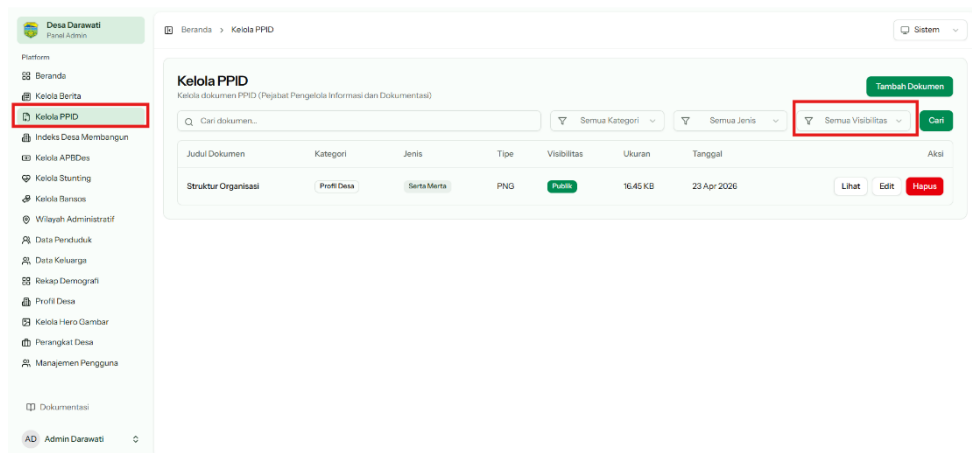 Desa Darawati
Panel Admin
Platform
Beranda
Kelola Berita
Kelola PPID
Indeks Desa Membangun
Kelola APBDes
Kelola Stunting
Kelola Bansos
Wilayah Administratif
Data Penduduk
Data Keluarga
Rekap Demografi
Profil Desa
Kelola Hero Gambar
Perangkat Desa
Manajemen Pengguna
Dokumentasi
AD Admin Darawati
Beranda > Kelola PPID
Sistem
Kelola PPID
Kelola dokumen PPID (Pejabat Pengelola Informasi dan Dokumentasi)
Tambah Dokumen
Cari dokumen... Semua Kategori Semua Jenis Semua Visibilitas Cari
Judul Dokumen Kategori Jenis Tipe Visibilitas Ukuran Tanggal Aksi
Struktur Organisasi Profil Desa Serta Merta PNG Publik 16.45 KB 23 Apr 2026 Lihat Edit Hapus